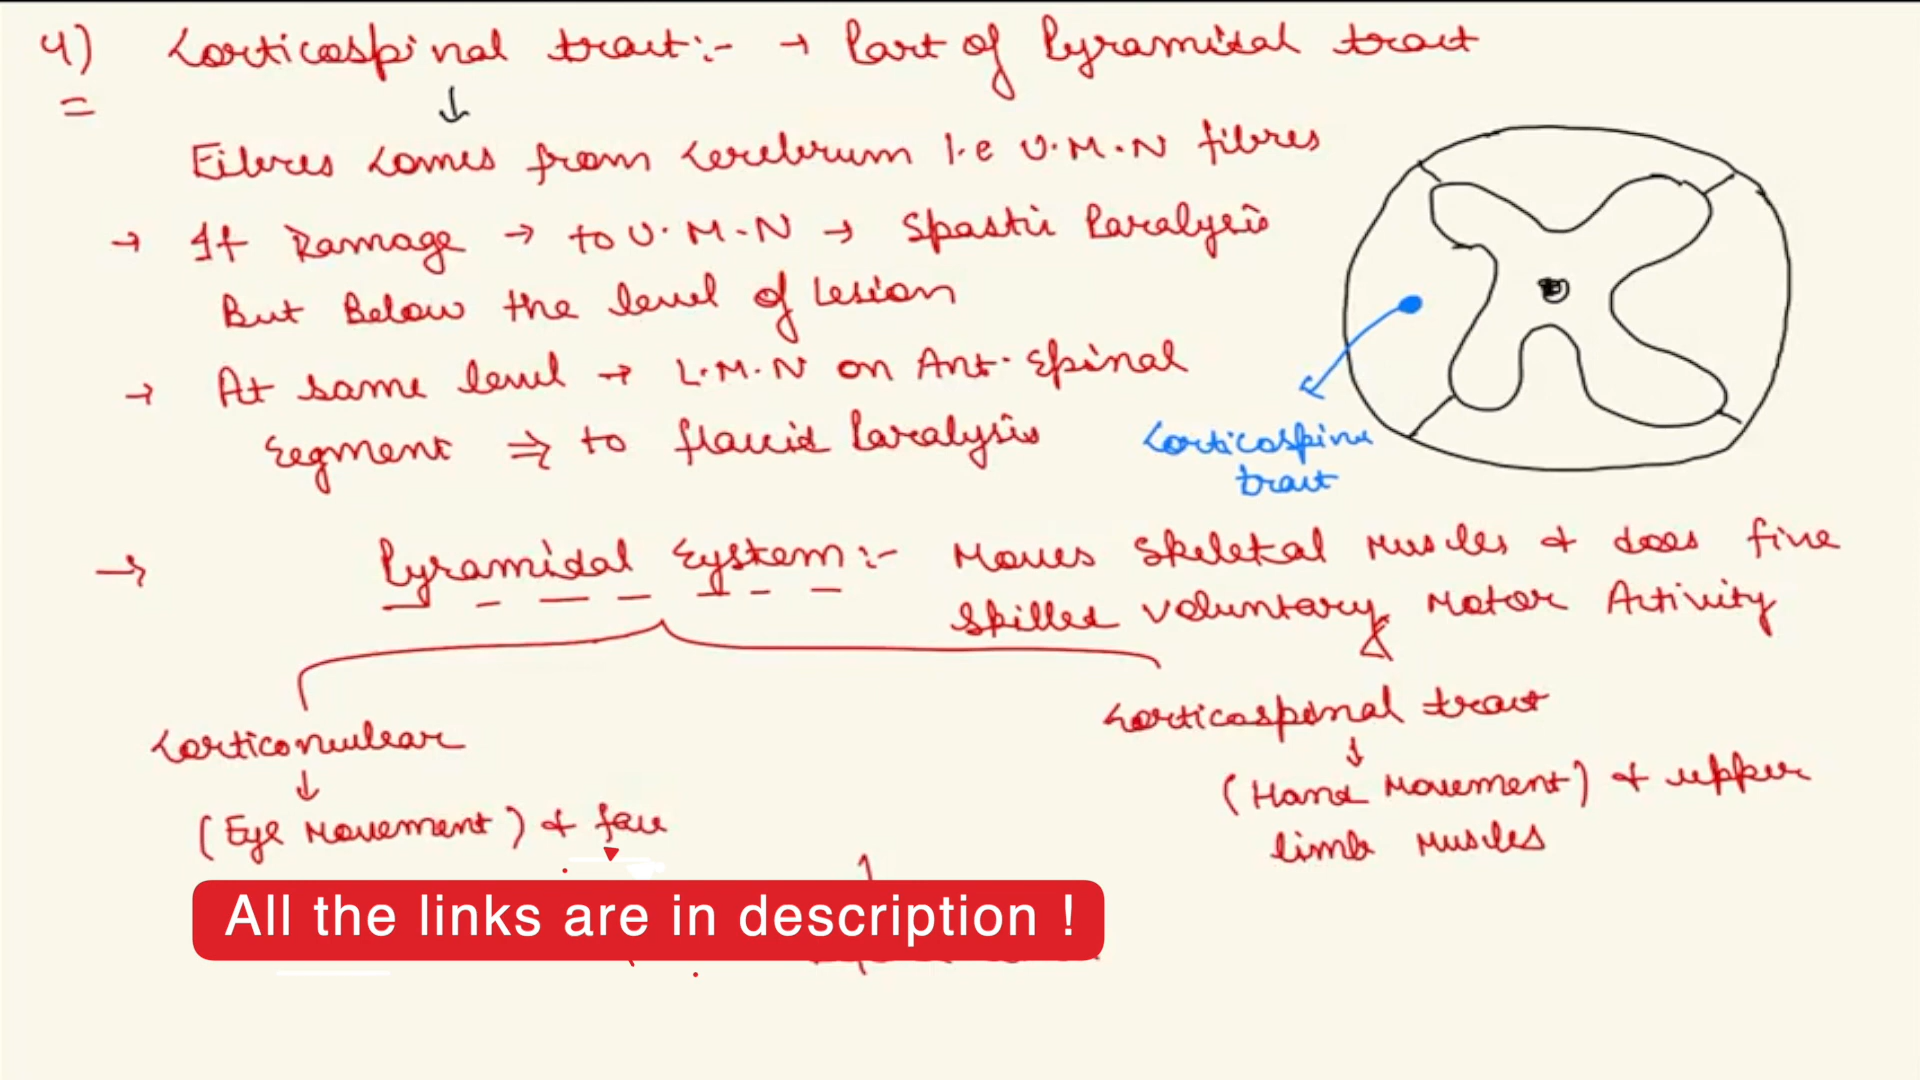 4) Corticospinal tract:- → Part of Pyramidal tract
Fibres comes from cerebrum i.e U.M.N fibres
→ If Damage → to U.M.N → Spastic Paralysis
But Below the level of Lesion
→ At same level → L.M.N on Ant. Spinal
Segment ⇒ to flaccid Paralysis
Corticospinal
tract
→ Pyramidal System:- Moves Skeletal Muscles & does fine
skilled voluntary Motor Activity
Corticonuclear
Corticospinal tract
(Eye Movement) & face
(Hand Movement) & upper
limb Muscles
All the links are in description !